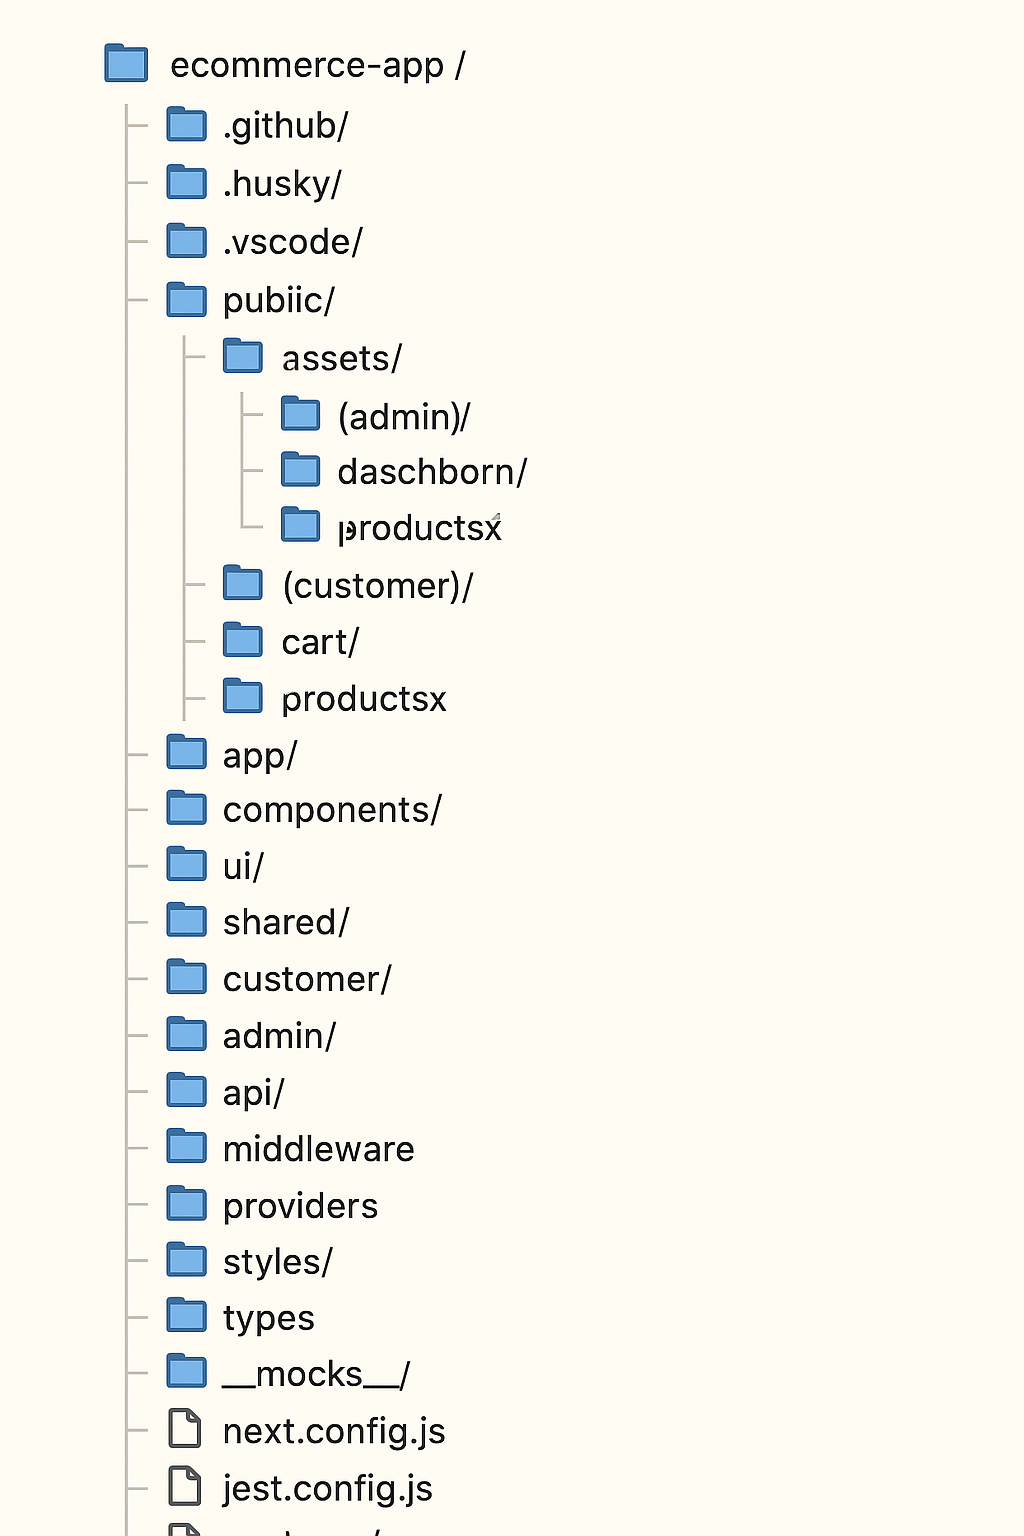 ecommerce-app /
.github/
.husky/
.vscode/
pubiic/
assets/
(admin)/
daschborn/
productsx
(customer)/
cart/
productsx
app/
components/
ui/
shared/
customer/
admin/
api/
middleware
providers
styles/
types
__mocks__/
next.config.js
jest.config.js